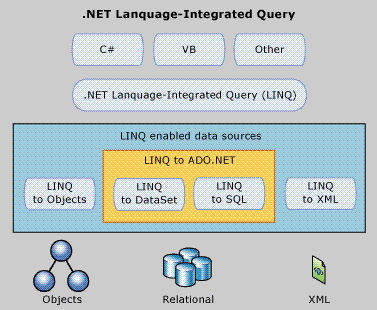 .NET Lanquage-Integrated Query
C#
VB
Other
.NET Lanquage-Integrated Query (LINQ)
LINQ enabled data sources
LINQ to ADO.NET
LINQ
to Objects
LINQ
to DataSet
LINQ
to SQL
LINQ
to XML
Objects
Relational
XML